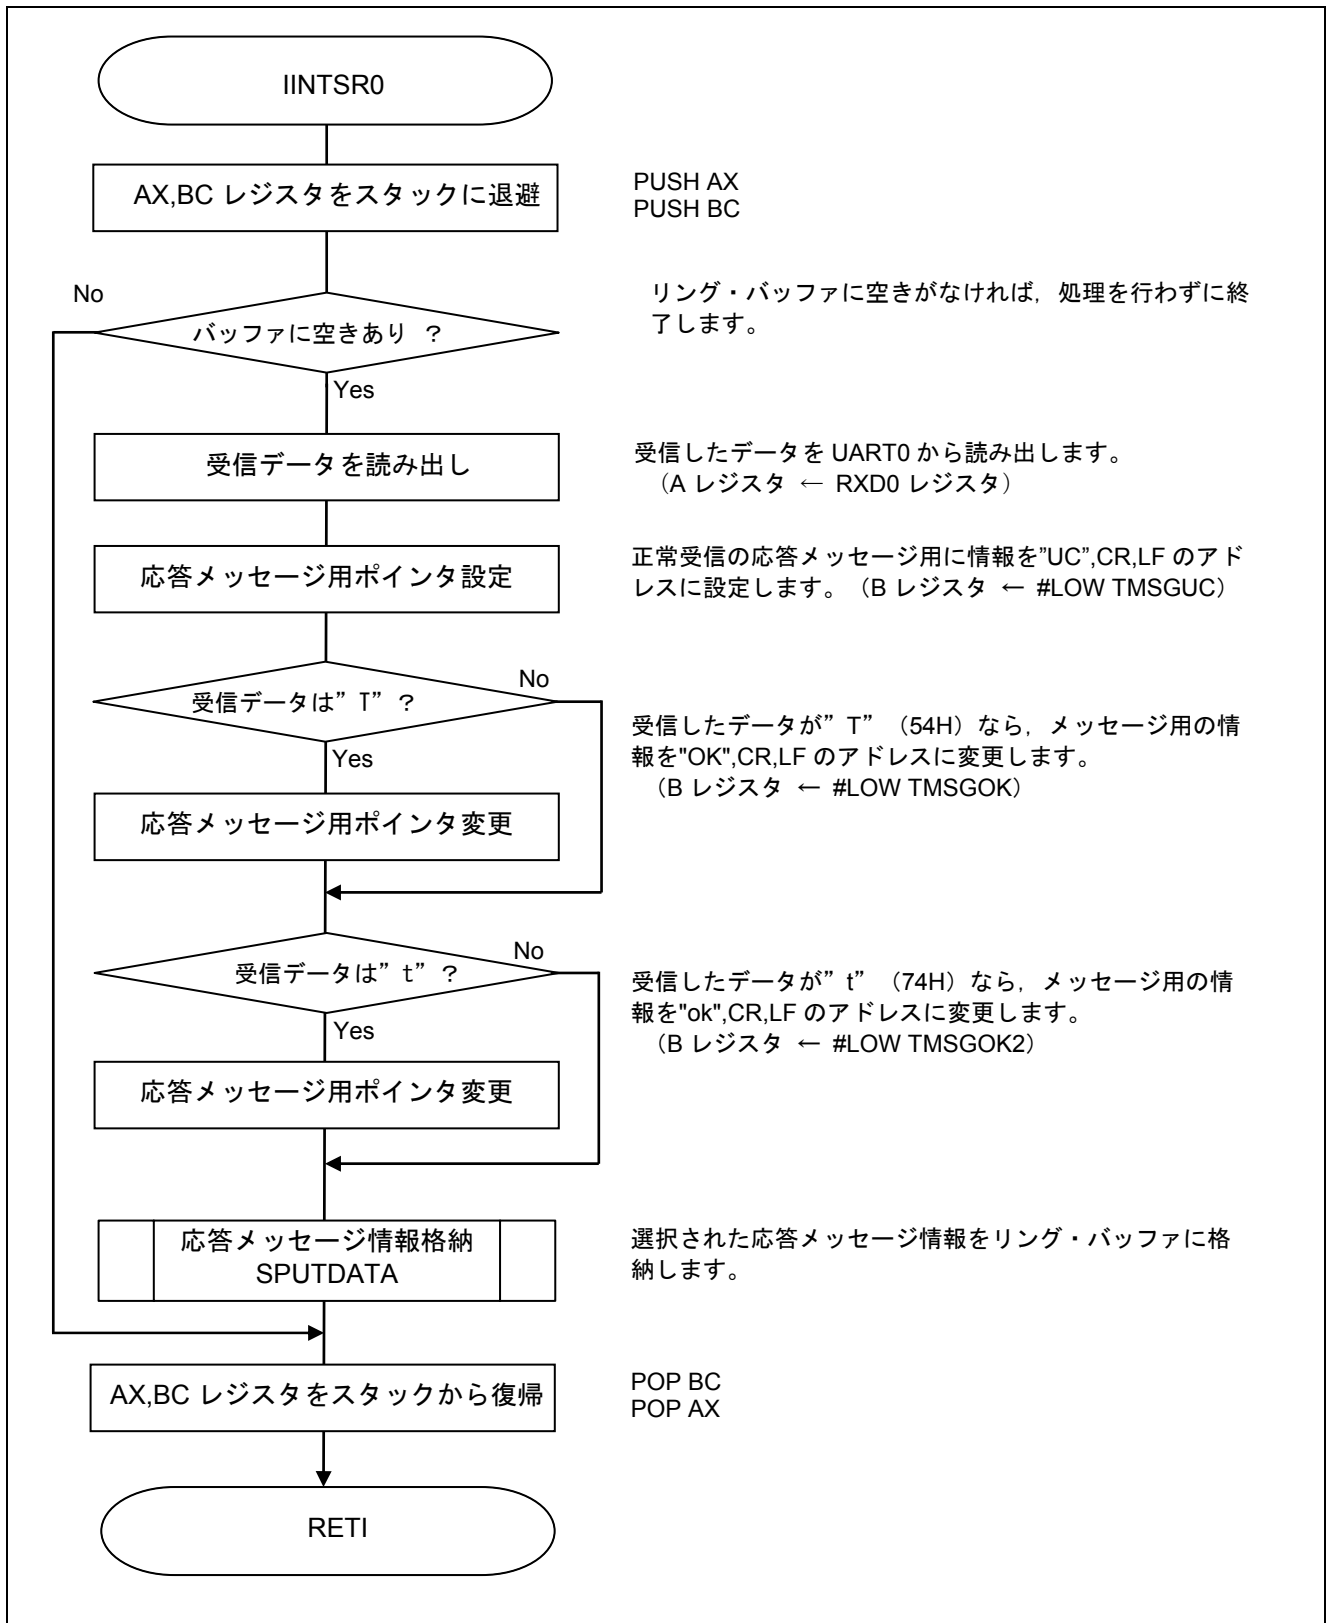 IINTSR0
AX,BC レジスタをスタックに退避
PUSH AX
PUSH BC
No
バッファに空きあり ？
リング・バッファに空きがなければ，処理を行わずに終
了します。
Yes
受信データを読み出し
受信したデータを UART0 から読み出します。
（A レジスタ ← RXD0 レジスタ）
応答メッセージ用ポインタ設定
正常受信の応答メッセージ用に情報を”UC”,CR,LF のアド
レスに設定します。（B レジスタ ← #LOW TMSGUC）
受信データは”T” ？
No
受信したデータが”T”（54H）なら，メッセージ用の情
報を"OK",CR,LF のアドレスに変更します。
（B レジスタ ← #LOW TMSGOK）
Yes
応答メッセージ用ポインタ変更
受信データは”t” ？
No
受信したデータが”t”（74H）なら，メッセージ用の情
報を"ok",CR,LF のアドレスに変更します。
（B レジスタ ← #LOW TMSGOK2）
Yes
応答メッセージ用ポインタ変更
応答メッセージ情報格納
SPUTDATA
選択された応答メッセージ情報をリング・バッファに格
納します。
AX,BC レジスタをスタックから復帰
POP BC
POP AX
RETI